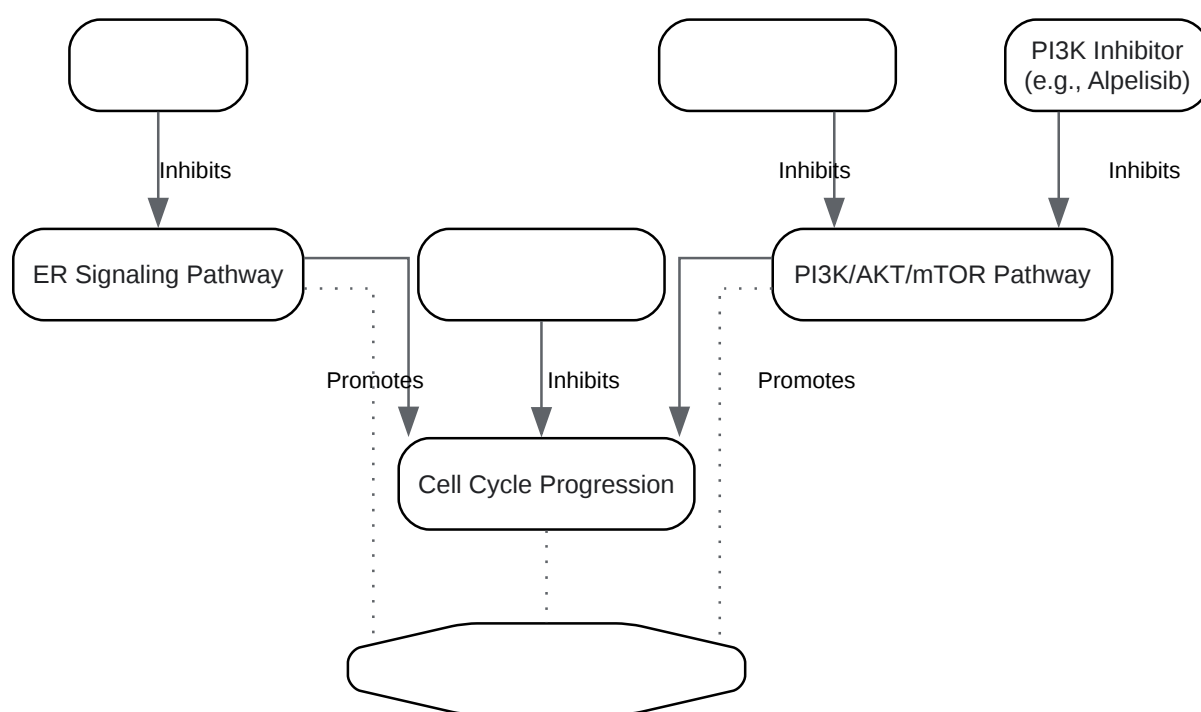 PI3K Inhibitor
(e.g., Alpelisib)
Inhibits
Inhibits
Inhibits
ER Signaling Pathway
PI3K/AKT/mTOR Pathway
Promotes
Inhibits
Promotes
Cell Cycle Progression